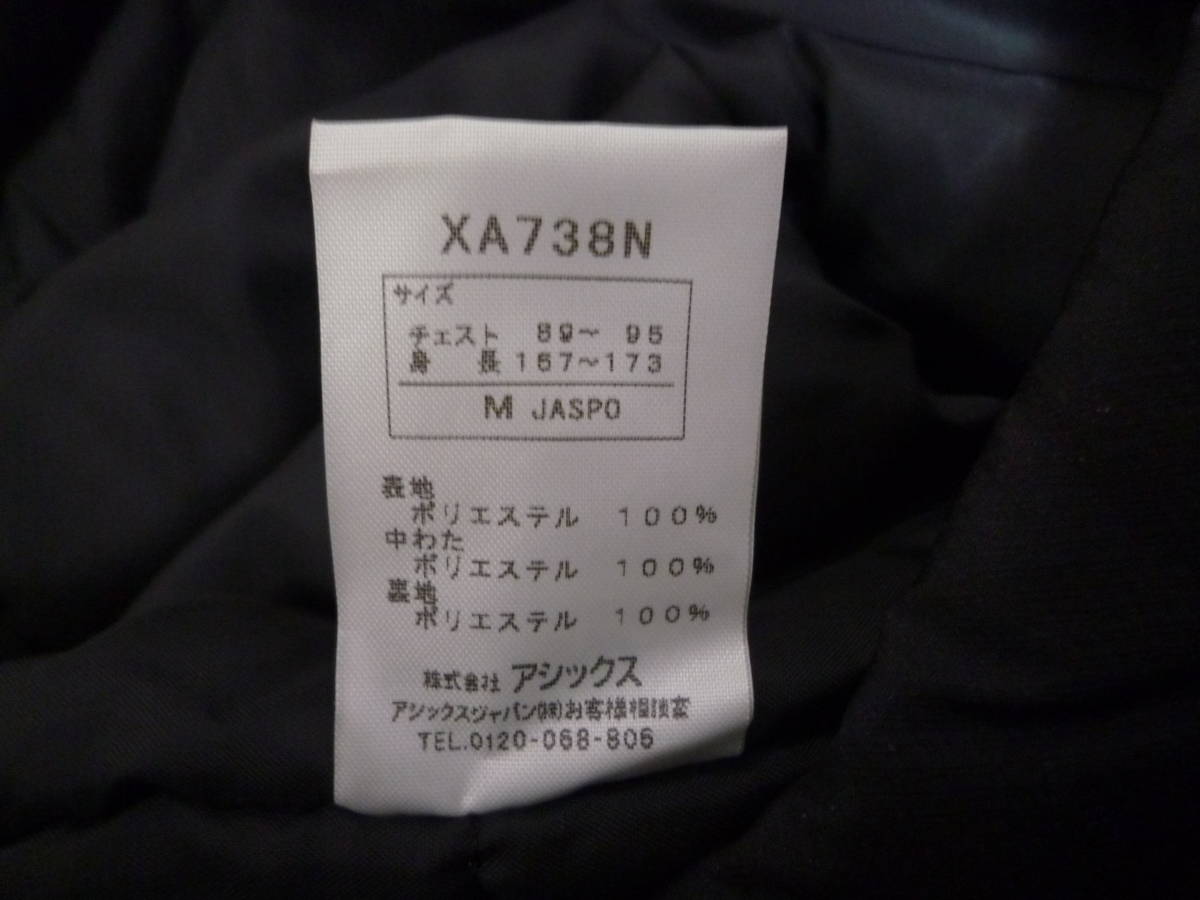 XA738N
サイズ
チェスト 89～ 95
身 長 167～173
M JASPO
表地
ポリエステル 100%
中わた
ポリエステル 100%
裏地
ポリエステル 100%
株式会社 アシックス
アシックスジャパン(株)お客様相談室
TEL.0120-068-806